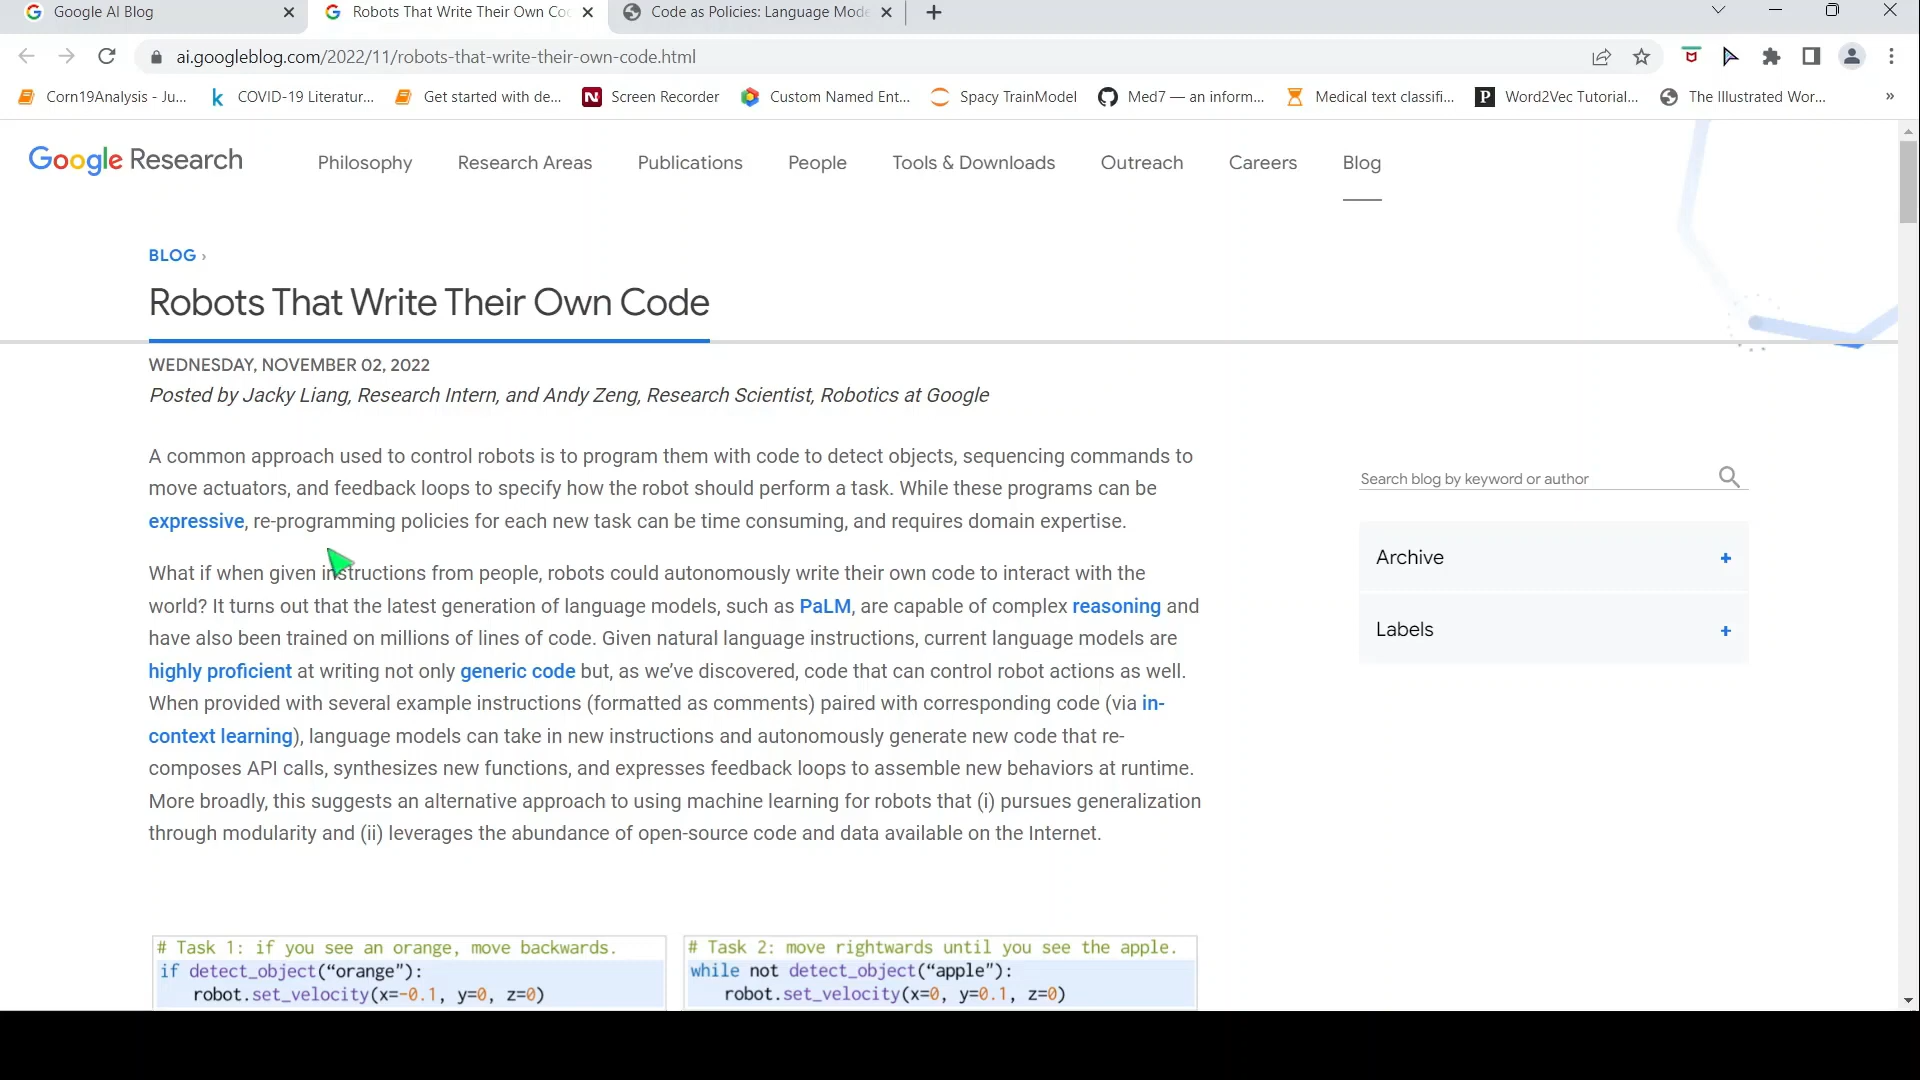 Google AI Blog
Robots That Write Their Own Co
Code as Policies: Language Mode
ai.googleblog.com/2022/11/robots-that-write-their-own-code.html
Corn19Analysis - Ju...
COVID-19 Literatur...
Get started with de...
Screen Recorder
Custom Named Ent...
Spacy TrainModel
Med7 — an inform...
Medical text classifi...
Word2Vec Tutorial...
The Illustrated Wor...
»
Google Research
Philosophy
Research Areas
Publications
People
Tools & Downloads
Outreach
Careers
Blog
BLOG ›
Robots That Write Their Own Code
WEDNESDAY, NOVEMBER 02, 2022
Posted by Jacky Liang, Research Intern, and Andy Zeng, Research Scientist, Robotics at Google
A common approach used to control robots is to program them with code to detect objects, sequencing commands to
move actuators, and feedback loops to specify how the robot should perform a task. While these programs can be
expressive, re-programming policies for each new task can be time consuming, and requires domain expertise.
What if when given instructions from people, robots could autonomously write their own code to interact with the
world? It turns out that the latest generation of language models, such as PaLM, are capable of complex reasoning and
have also been trained on millions of lines of code. Given natural language instructions, current language models are
highly proficient at writing not only generic code but, as we've discovered, code that can control robot actions as well.
When provided with several example instructions (formatted as comments) paired with corresponding code (via in-
context learning), language models can take in new instructions and autonomously generate new code that re-
composes API calls, synthesizes new functions, and expresses feedback loops to assemble new behaviors at runtime.
More broadly, this suggests an alternative approach to using machine learning for robots that (i) pursues generalization
through modularity and (ii) leverages the abundance of open-source code and data available on the Internet.
Search blog by keyword or author
Archive +
Labels +
# Task 1: if you see an orange, move backwards.
if detect_object(“orange”):
robot.set_velocity(x=-0.1, y=0, z=0)
# Task 2: move rightwards until you see the apple.
while not detect_object(“apple”):
robot.set_velocity(x=0, y=0.1, z=0)